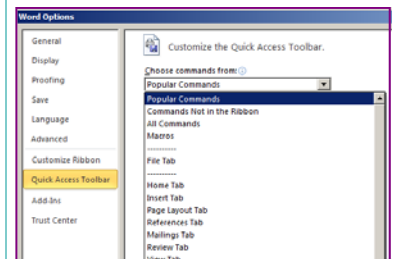 Word Options
General
Display
Proofing
Save
Language
Advanced
Customize Ribbon
Quick Access Toolbar
Add-Ins
Trust Center
Customize the Quick Access Toolbar.
Choose commands from:
Popular Commands
Popular Commands
Commands Not in the Ribbon
All Commands
Macros
----------
File Tab
----------
Home Tab
Insert Tab
Page Layout Tab
References Tab
Mailings Tab
Review Tab
View Tab